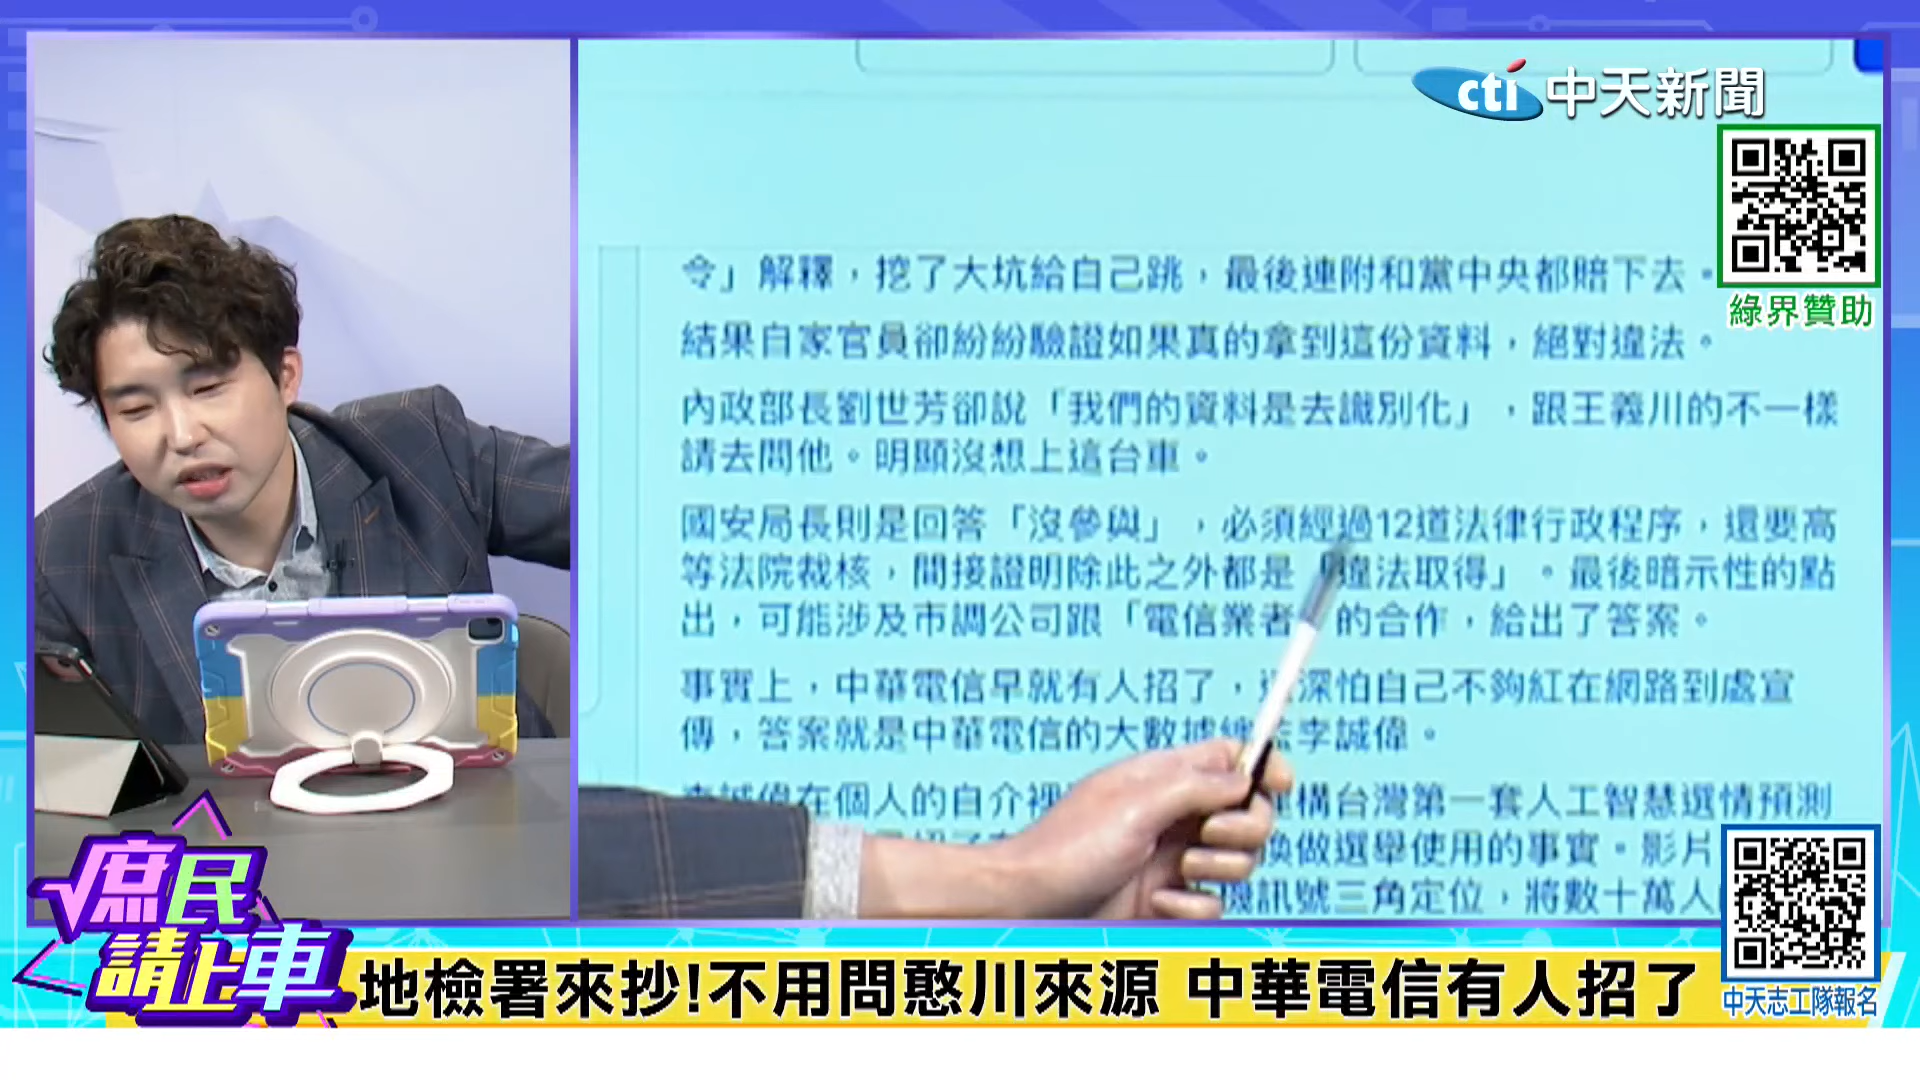 cti 中天新聞
綠界贊助
令」解釋，挖了大坑給自己跳，最後連附和黨中央都賠下去。
結果自家官員卻紛紛驗證如果真的拿到這份資料，絕對違法。
內政部長劉世芳卻說「我們的資料是去識別化」，跟王義川的不一樣
請去問他。明顯沒想上這台車。
國安局長則是回答「沒參與」，必須經過12道法律行政程序，還要高
等法院裁核，間接證明除此之外都是「違法取得」。最後暗示性的點
出，可能涉及市調公司跟「電信業者 的合作，給出了答案。
事實上，中華電信早就有人招了， 深怕自己不夠紅在網路到處宣
傳，答案就是中華電信的大數據 李誠偉。
李誠偉在個人的自介裡 建構台灣第一套人工智慧選情預測
換做選舉使用的事實。影片
機訊號三角定位，將數十萬人
庶民
請上車
地檢署來抄!不用問憨川來源 中華電信有人招了
中天志工隊報名